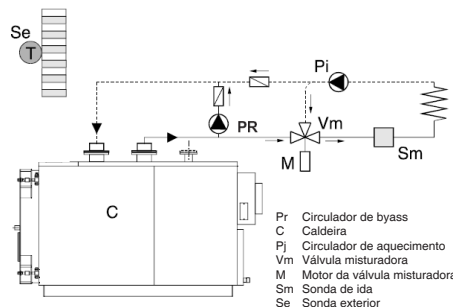 Se
T
Pi
PR
Vm
M
Sm
C
Pr Circulador de byass
C Caldeira
Pj Circulador de aquecimento
Vm Válvula misturadora
M Motor da válvula misturadora
Sm Sonda de ida
Se Sonda exterior